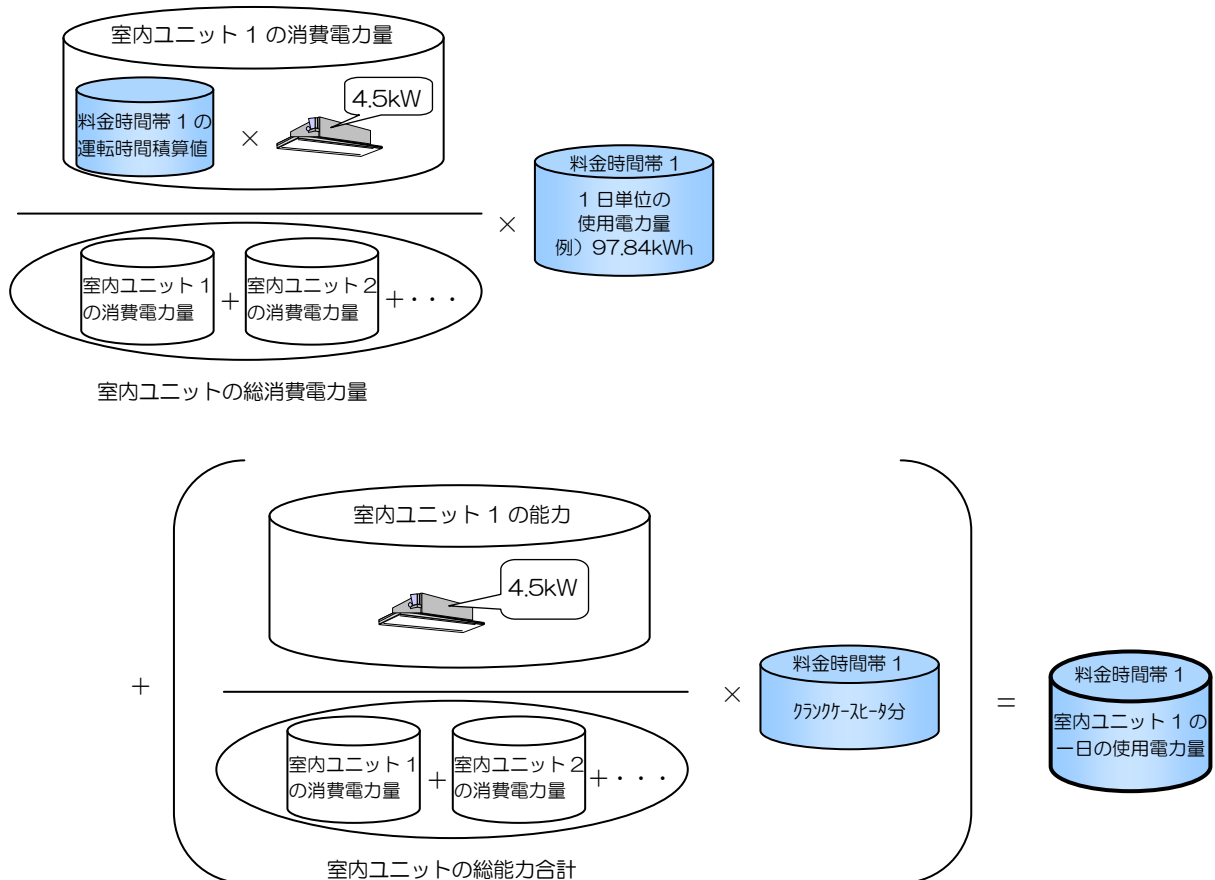 室内ユニット 1 の消費電力量
4.5kW
料金時間帯 1 の
運転時間積算値
×
料金時間帯 1
1 日単位の
使用電力量
例）97.84kWh
×
室内ユニット 1
の消費電力量
+
室内ユニット 2
の消費電力量
+・・・
室内ユニットの総消費電力量
室内ユニット 1 の能力
4.5kW
+
×
料金時間帯 1
ｸﾗﾝｸｹｰｽﾋｰﾀ分
=
料金時間帯 1
室内ユニット 1 の
一日の使用電力量
室内ユニット 1
の消費電力量
+
室内ユニット 2
の消費電力量
+・・・
室内ユニットの総能力合計